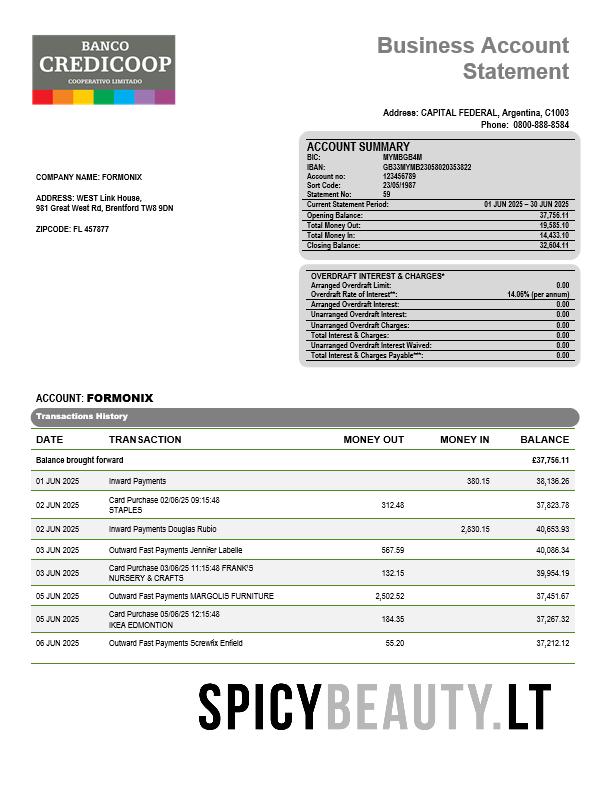 BANCO
CREDICOOP
COOPERATIVO LIMITADO
Business Account
Statement
Address: CAPITAL FEDERAL, Argentina, C1003
Phone: 0800-888-8584
COMPANY NAME: FORMONIX
ADDRESS: WEST Link House,
981 Great West Rd, Brentford TW8 9DN
ZIPCODE: FL 457877
ACCOUNT SUMMARY
BIC: MYMBGB4M
IBAN: GB33MYMB23058020353822
Account no: 123456789
Sort Code: 23/05/1987
Statement No: 59
Current Statement Period: 01 JUN 2025 – 30 JUN 2025
Opening Balance: 37,756.11
Total Money Out: 19,585.10
Total Money In: 14,433.10
Closing Balance: 32,604.11
OVERDRAFT INTEREST & CHARGES*
Arranged Overdraft Limit: 0.00
Overdraft Rate of Interest**: 14.06% (per annum)
Arranged Overdraft Interest: 0.00
Unarranged Overdraft Interest: 0.00
Unarranged Overdraft Charges: 0.00
Total Interest & Charges: 0.00
Unarranged Overdraft Interest Waived: 0.00
Total Interest & Charges Payable***: 0.00
ACCOUNT: FORMONIX
Transactions History
DATE TRANSACTION MONEY OUT MONEY IN BALANCE
Balance brought forward £37,756.11
01 JUN 2025 Inward Payments 380.15 38,136.26
02 JUN 2025 Card Purchase 02/06/25 09:15:48 312.48 37,823.78
STAPLES
02 JUN 2025 Inward Payments Douglas Rubio 2,830.15 40,653.93
03 JUN 2025 Outward Fast Payments Jennifer Labelle 567.59 40,086.34
03 JUN 2025 Card Purchase 03/06/25 11:15:48 FRANK'S 132.15 39,954.19
NURSERY & CRAFTS
05 JUN 2025 Outward Fast Payments MARGOLIS FURNITURE 2,502.52 37,451.67
05 JUN 2025 Card Purchase 05/06/25 12:15:48 184.35 37,267.32
IKEA EDMONTION
06 JUN 2025 Outward Fast Payments Screwfix Enfield 55.20 37,212.12
SPICYBEAUTY.LT